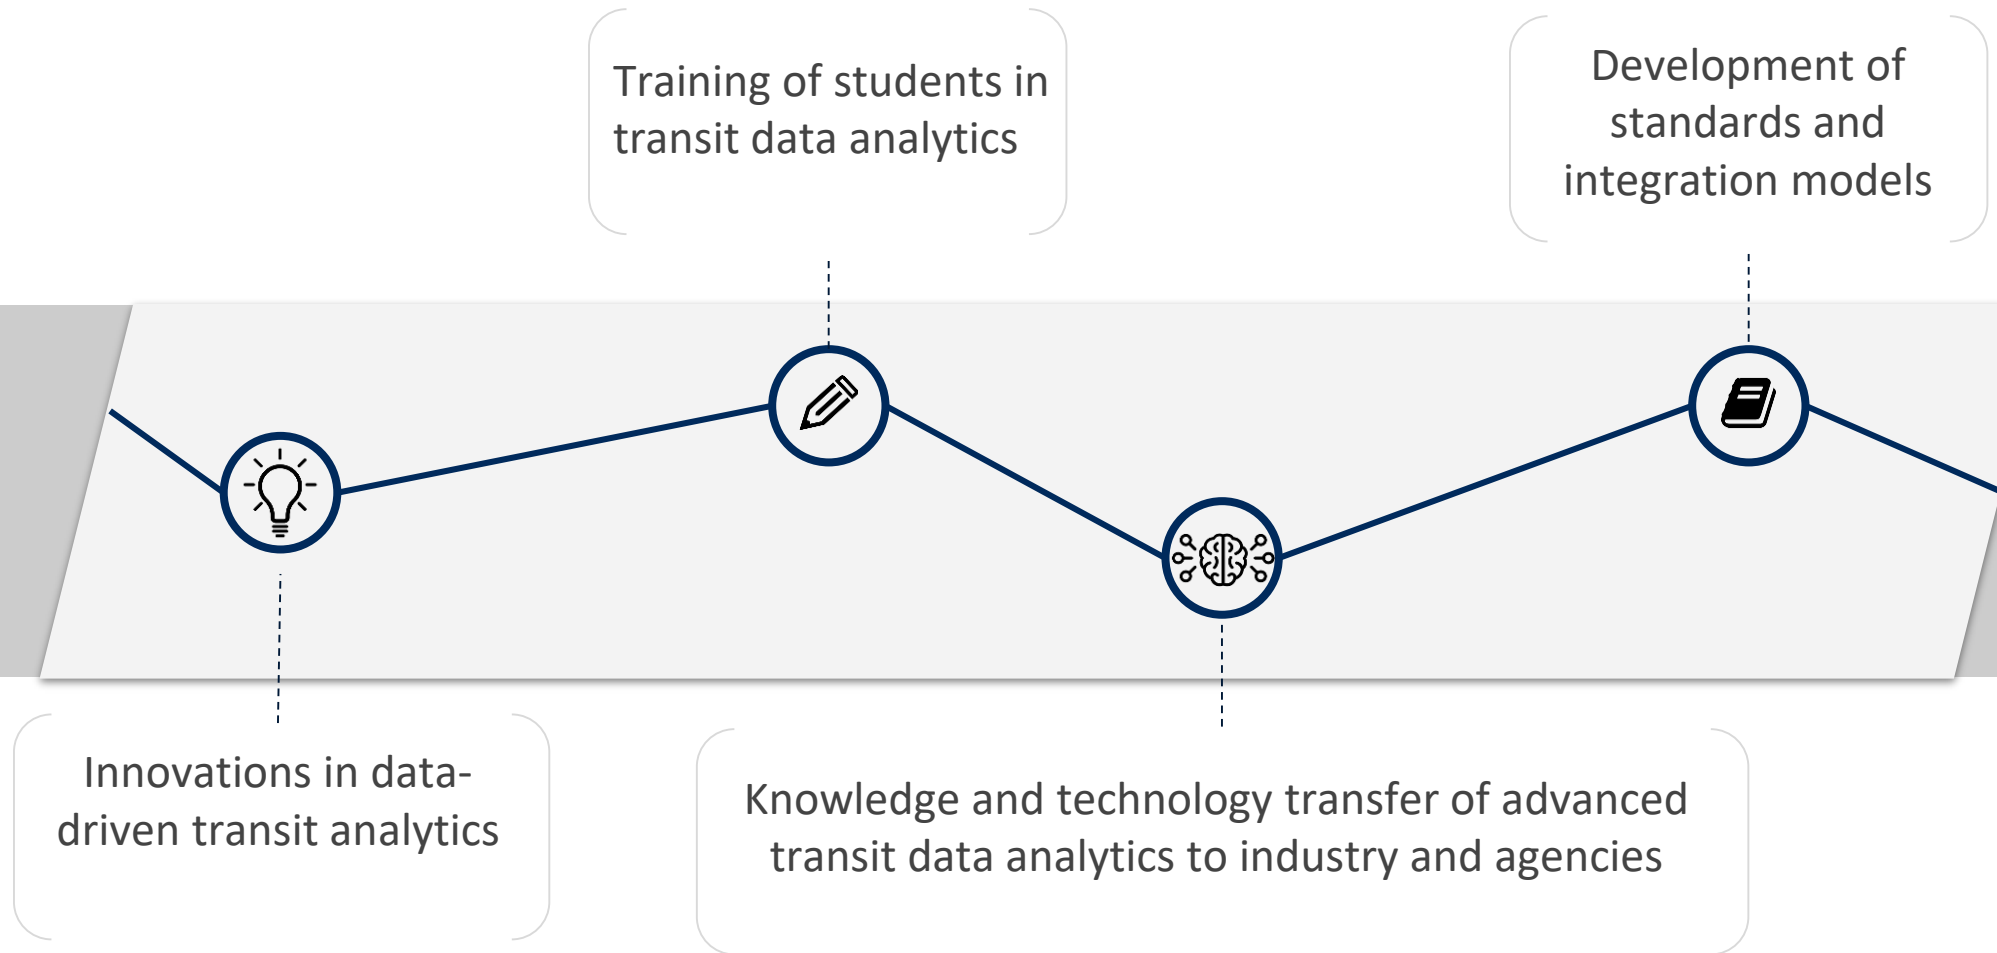 Training of students in
transit data analytics
Development of
standards and
integration models
Innovations in data-
driven transit analytics
Knowledge and technology transfer of advanced
transit data analytics to industry and agencies